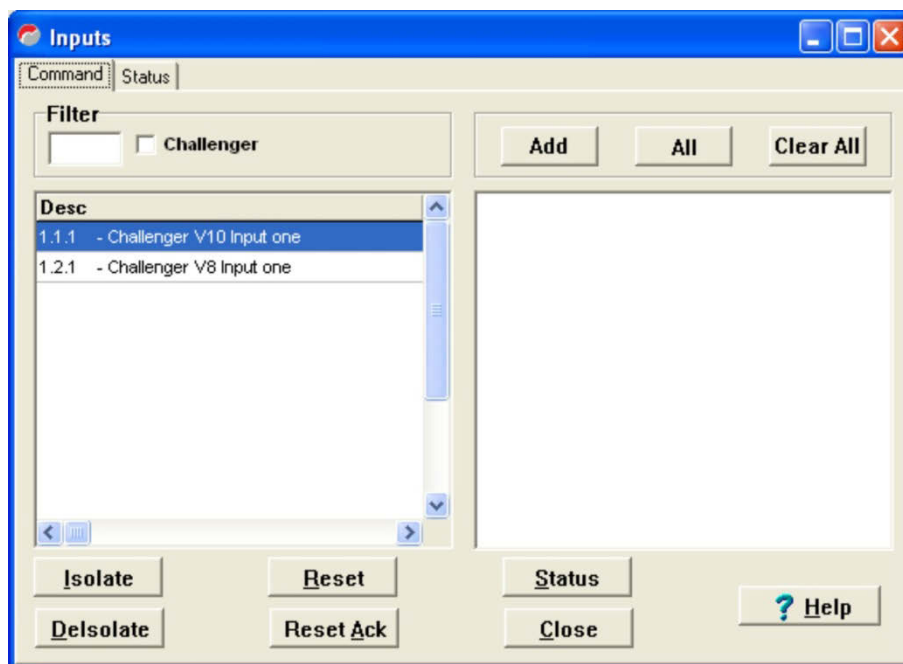 Inputs
Command Status
Filter
Challenger
Add All Clear All
Desc
1.1.1 - Challenger V10 Input one
1.2.1 - Challenger V8 Input one
Isolate Reset Status
? Help
DeIsolate Reset Ack Close